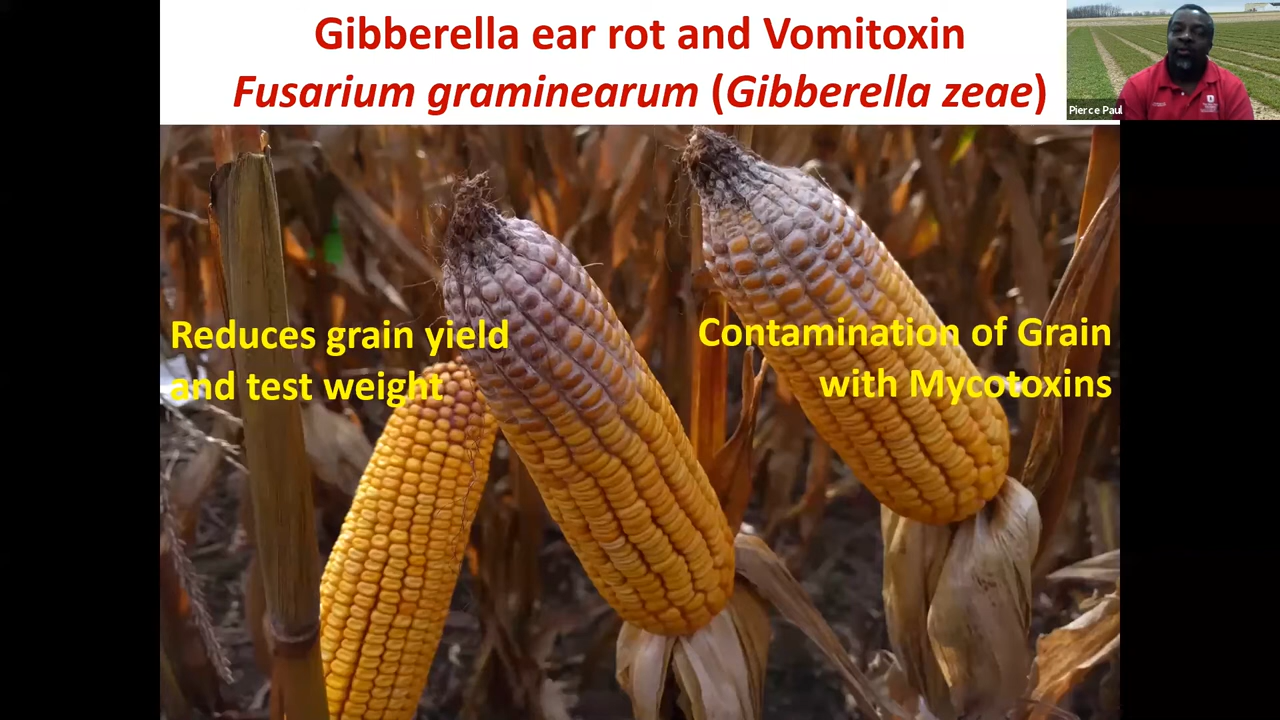 Gibberella ear rot and Vomitoxin
Fusarium graminearum (Gibberella zeae)
Pierce Paul
Reduces grain yield
and test weight
Contamination of Grain
with Mycotoxins